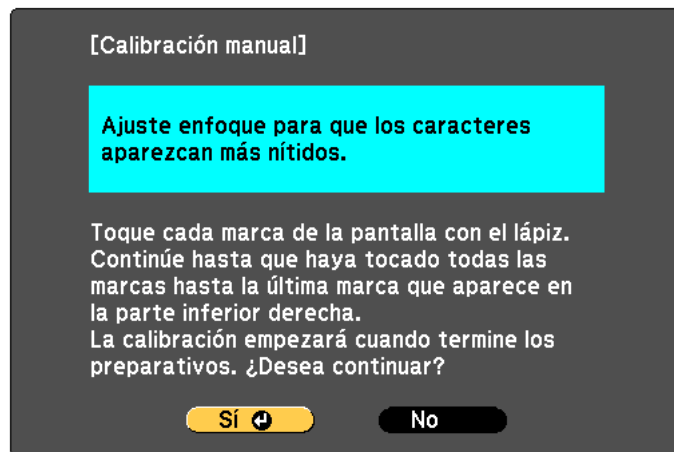 [Calibración manual]
Ajuste enfoque para que los caracteres
aparezcan más nítidos.
Toque cada marca de la pantalla con el lápiz.
Continúe hasta que haya tocado todas las
marcas hasta la última marca que aparece en
la parte inferior derecha.
La calibración empezará cuando termine los
preparativos. ¿Desea continuar?
Sí No